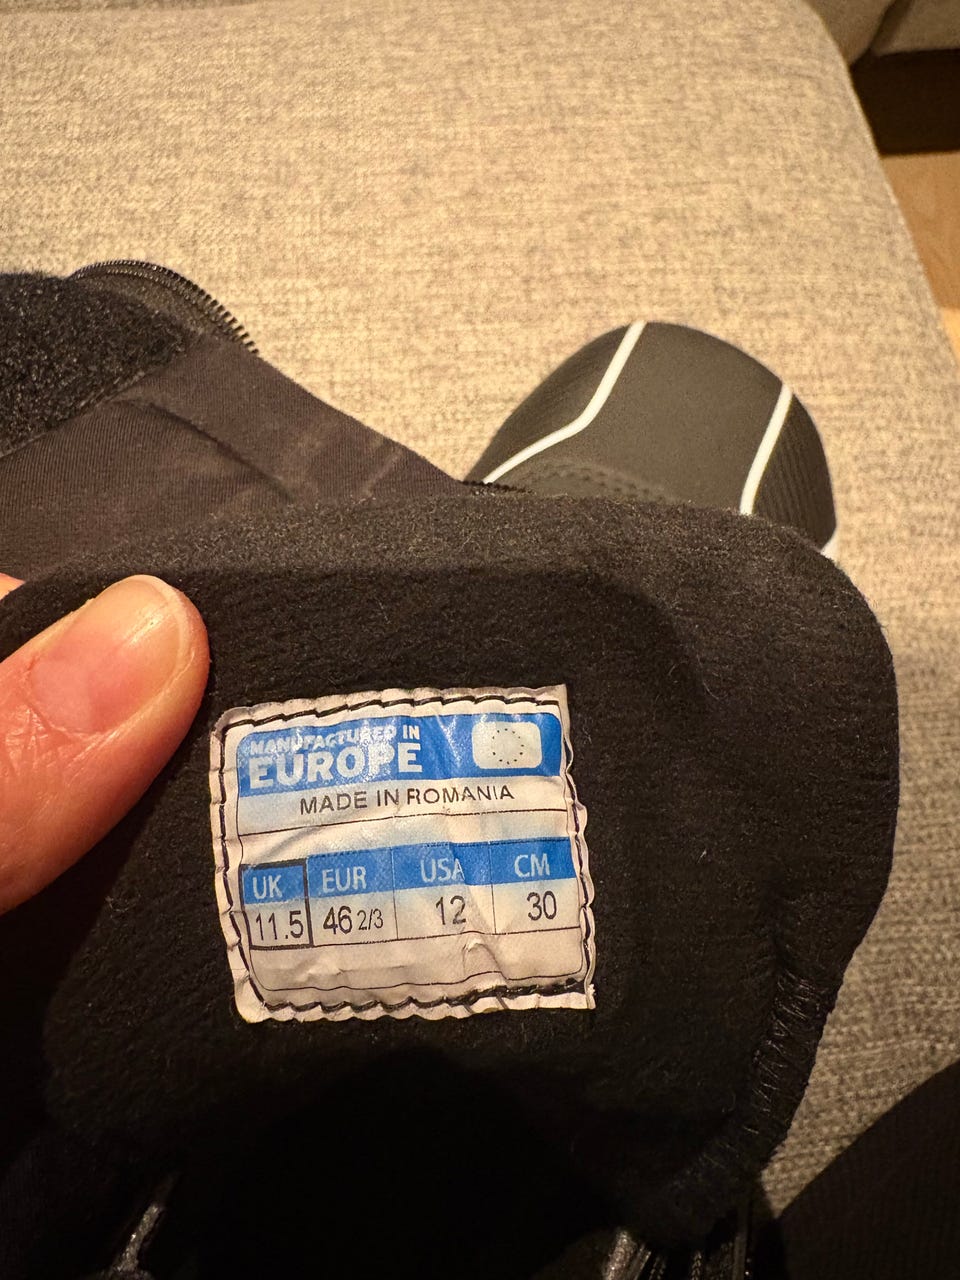 MANUFACTURED IN
EUROPE
MADE IN ROMANIA
UK EUR USA CM
11.5 46 2/3 12 30